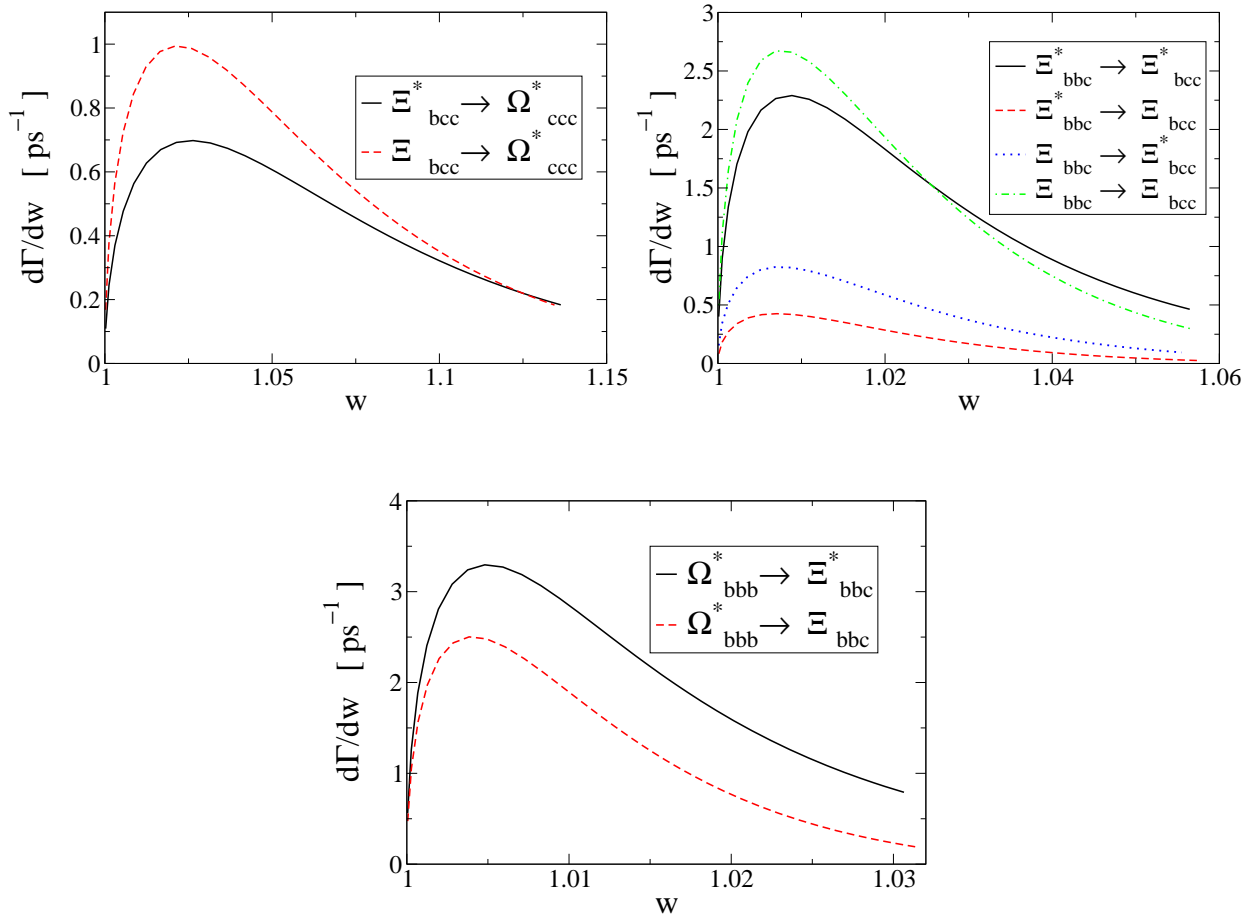 dΓ/dw [ ps⁻¹ ]
1
0.8
0.6
0.4
0.2
0
1 1.05 1.1 1.15
w
Ξ*bcc → Ω*ccc
Ξbcc → Ω*ccc
dΓ/dw [ ps⁻¹ ]
3
2.5
2
1.5
1
0.5
0
1 1.02 1.04 1.06
w
Ξ*bbc → Ξ*bcc
Ξ*bbc → Ξbcc
Ξbbc → Ξ*bcc
Ξbbc → Ξbcc
dΓ/dw [ ps⁻¹ ]
4
3
2
1
0
1 1.01 1.02 1.03
w
Ω*bbb → Ξ*bbc
Ω*bbb → Ξbbc